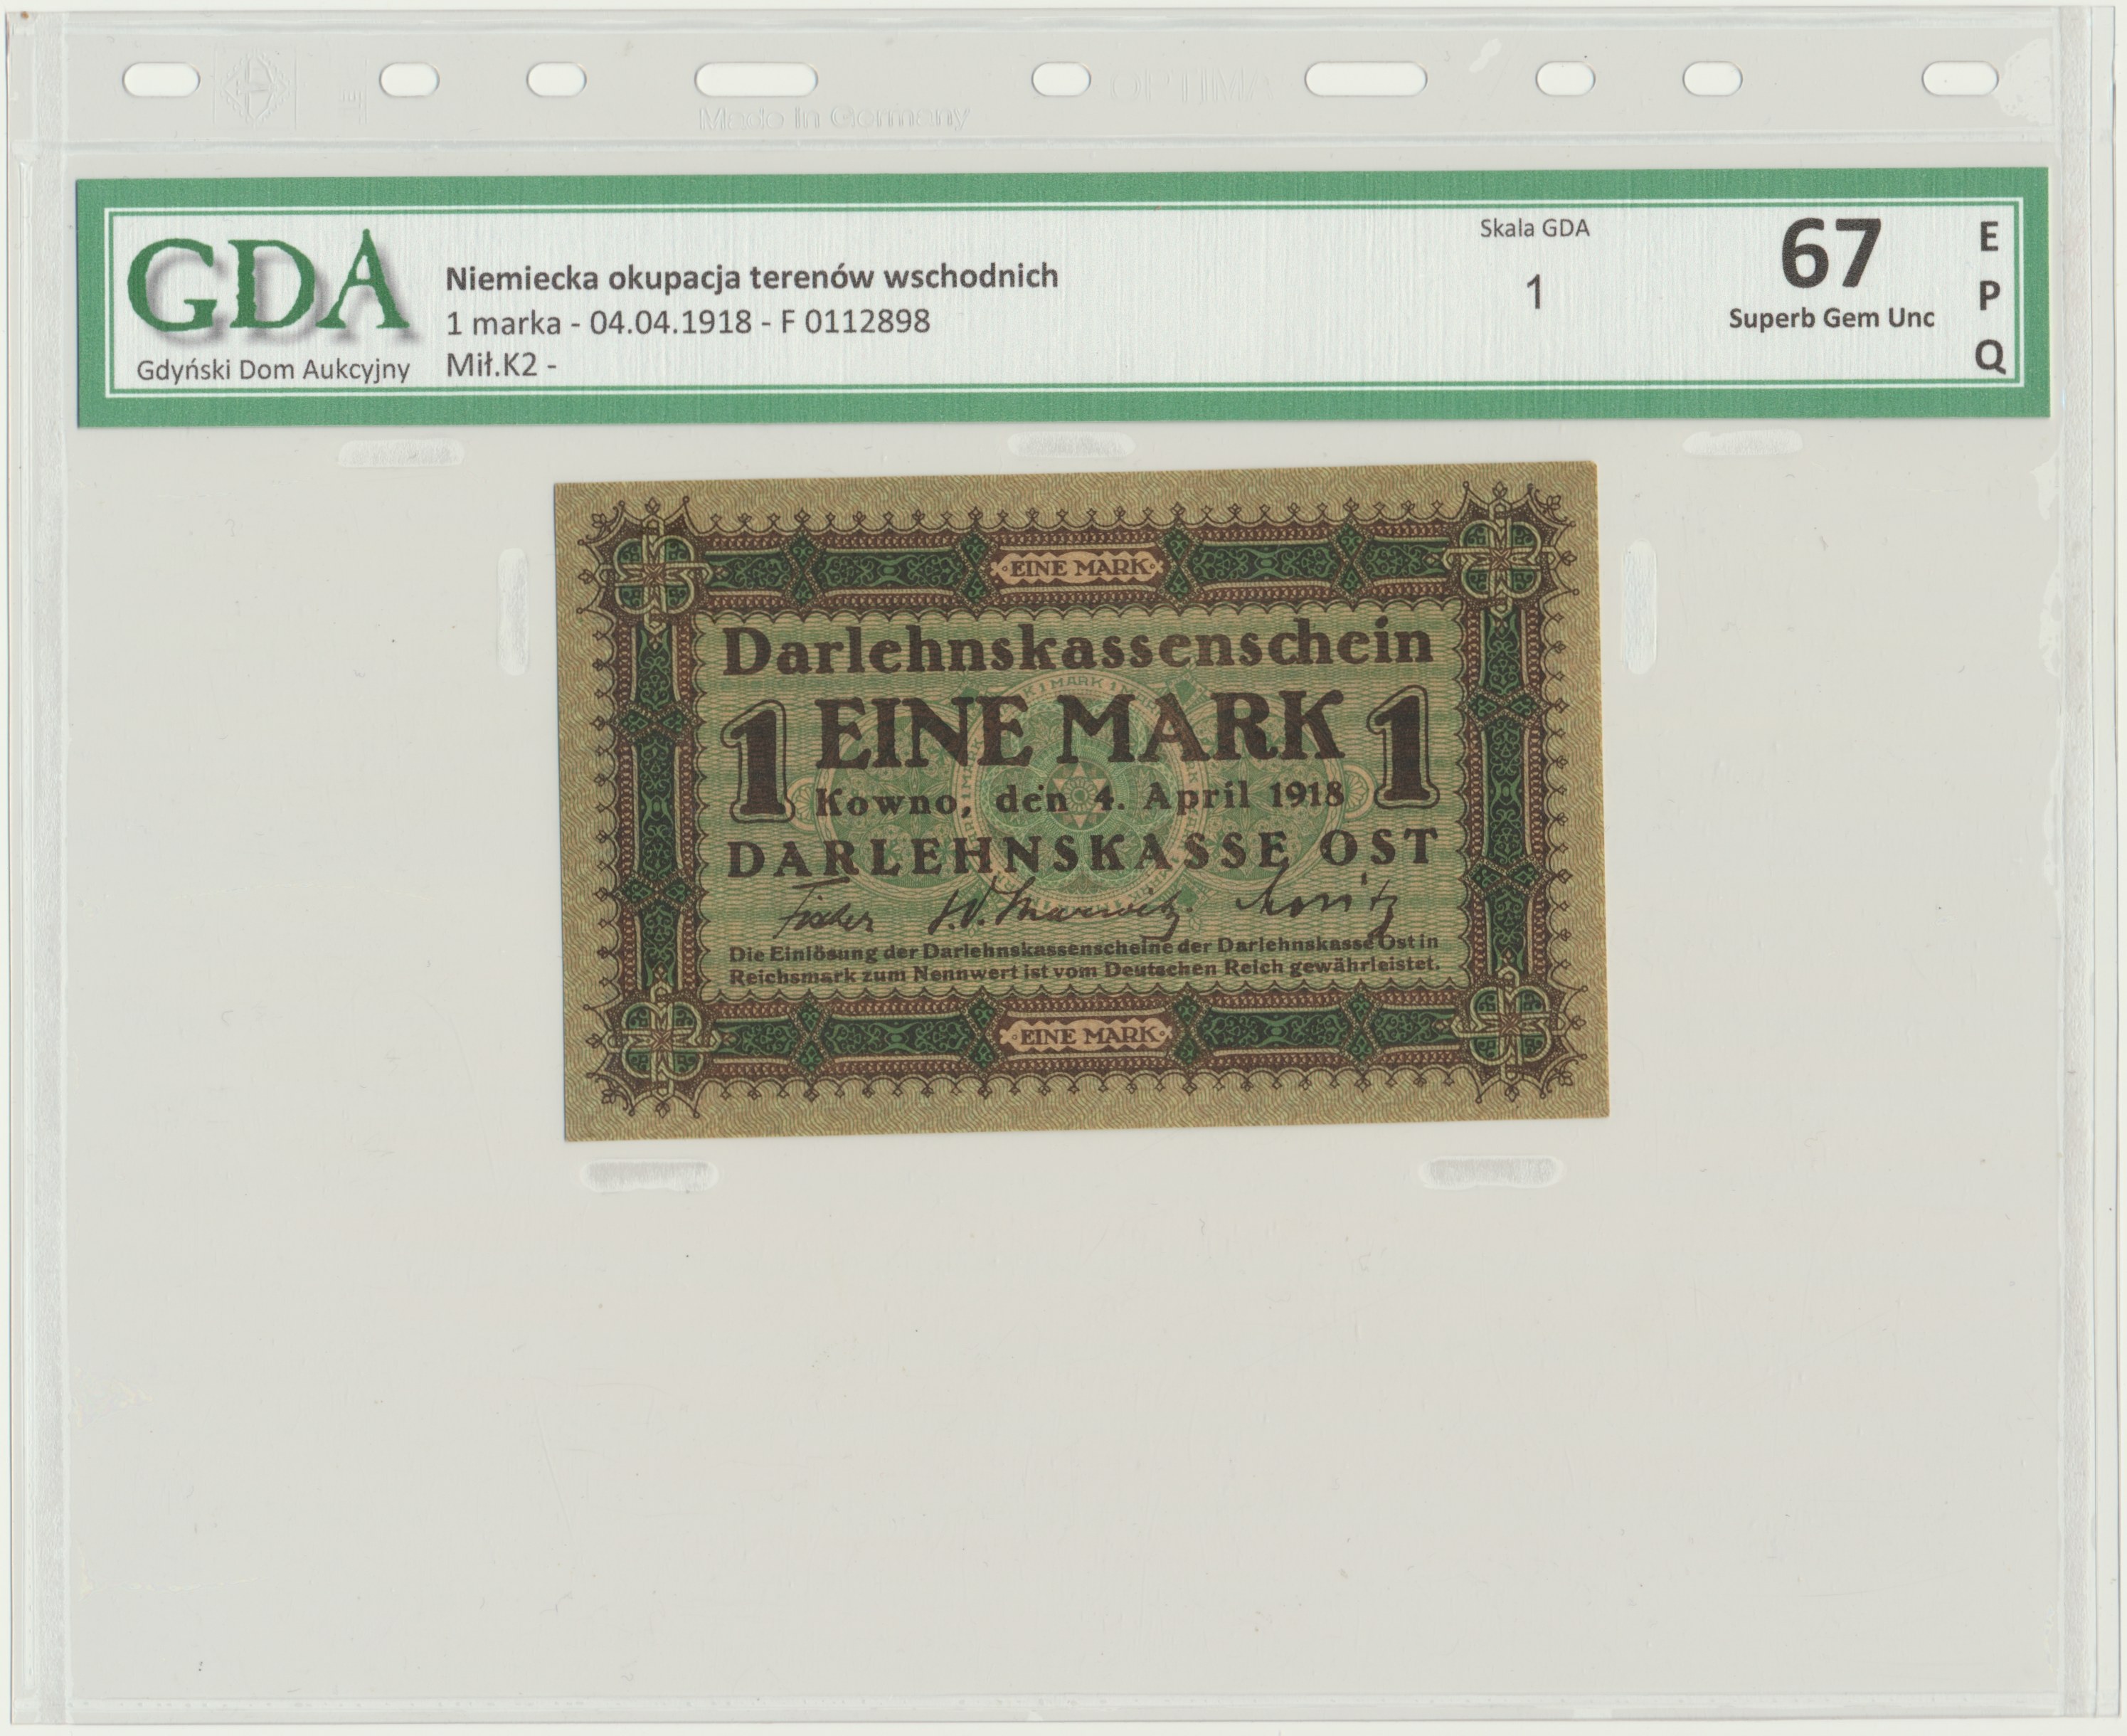 OPTIMA
Made in Germany
GDA
Gdyński Dom Aukcyjny
Niemiecka okupacja terenów wschodnich
1 marka - 04.04.1918 - F 0112898
Mił.K2 -
Skala GDA
1
67
Superb Gem Unc
E
P
Q
EINE MARK
Darlehnskassenschein
1 EINE MARK 1
Kowno, den 4. April 1918
DARLEHNSKASSE OST
Fischer
Die Einlösung der Darlehnskassenscheine der Darlehnskasse Ost in
Reichsmark zum Nennwert ist vom Deutschen Reich gewährleistet.
EINE MARK